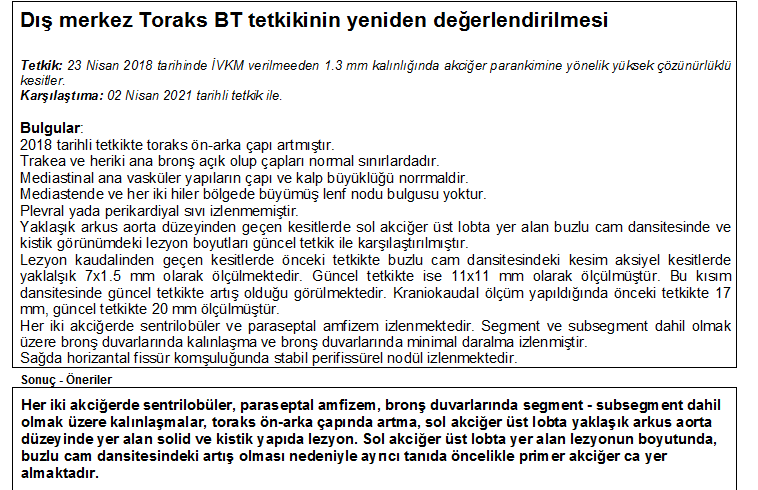 Dış merkez Toraks BT tetkikinin yeniden değerlendirilmesi
Tetkik: 23 Nisan 2018 tarihinde İVKM verilmeeden 1.3 mm kalınlığında akciğer parankimine yönelik yüksek çözünürlüklü
kesitler.
Karşılaştıma: 02 Nisan 2021 tarihli tetkik ile.
Bulgular:
2018 tarihli tetkikte toraks ön-arka çapı artmıştır.
Trakea ve heriki ana bronş açık olup çapları normal sınırlardadır.
Mediastinal ana vasküler yapıların çapı ve kalp büyüklüğü norrmaldir.
Mediastende ve her iki hiler bölgede büyümüş lenf nodu bulgusu yoktur.
Plevral yada perikardiyal sıvı izlenmemiştir.
Yaklaşık arkus aorta düzeyinden geçen kesitlerde sol akciğer üst lobta yer alan buzlu cam dansitesinde ve
kistik görünümdeki lezyon boyutları güncel tetkik ile karşılaştırılmıştır.
Lezyon kaudalinden geçen kesitlerde önceki tetkikte buzlu cam dansitesindeki kesim aksiyel kesitlerde
yaklalşık 7x1.5 mm olarak ölçülmektedir. Güncel tetkikte ise 11x11 mm olarak ölçülmüştür. Bu kısım
dansitesinde güncel tetkikte artış olduğu görülmektedir. Kraniokaudal ölçüm yapıldığında önceki tetkikte 17
mm, güncel tetkikte 20 mm ölçülmüştür.
Her iki akciğerde sentrilobüler ve paraseptal amfizem izlenmektedir. Segment ve subsegment dahil olmak
üzere bronş duvarlarında kalınlaşma ve bronş duvarlarında minimal daralma izlenmiştir.
Sağda horizantal fissür komşuluğunda stabil perifissürel nodül izlenmektedir.
Sonuç - Öneriler
Her iki akciğerde sentrilobüler, paraseptal amfizem, bronş duvarlarında segment - subsegment dahil
olmak üzere kalınlaşmalar, toraks ön-arka çapında artma, sol akciğer üst lobta yaklaşık arkus aorta
düzeyinde yer alan solid ve kistik yapıda lezyon. Sol akciğer üst lobta yer alan lezyonun boyutunda,
buzlu cam dansitesindeki artış olması nedeniyle ayrıcı tanıda öncelikle primer akciğer ca yer
almaktadır.